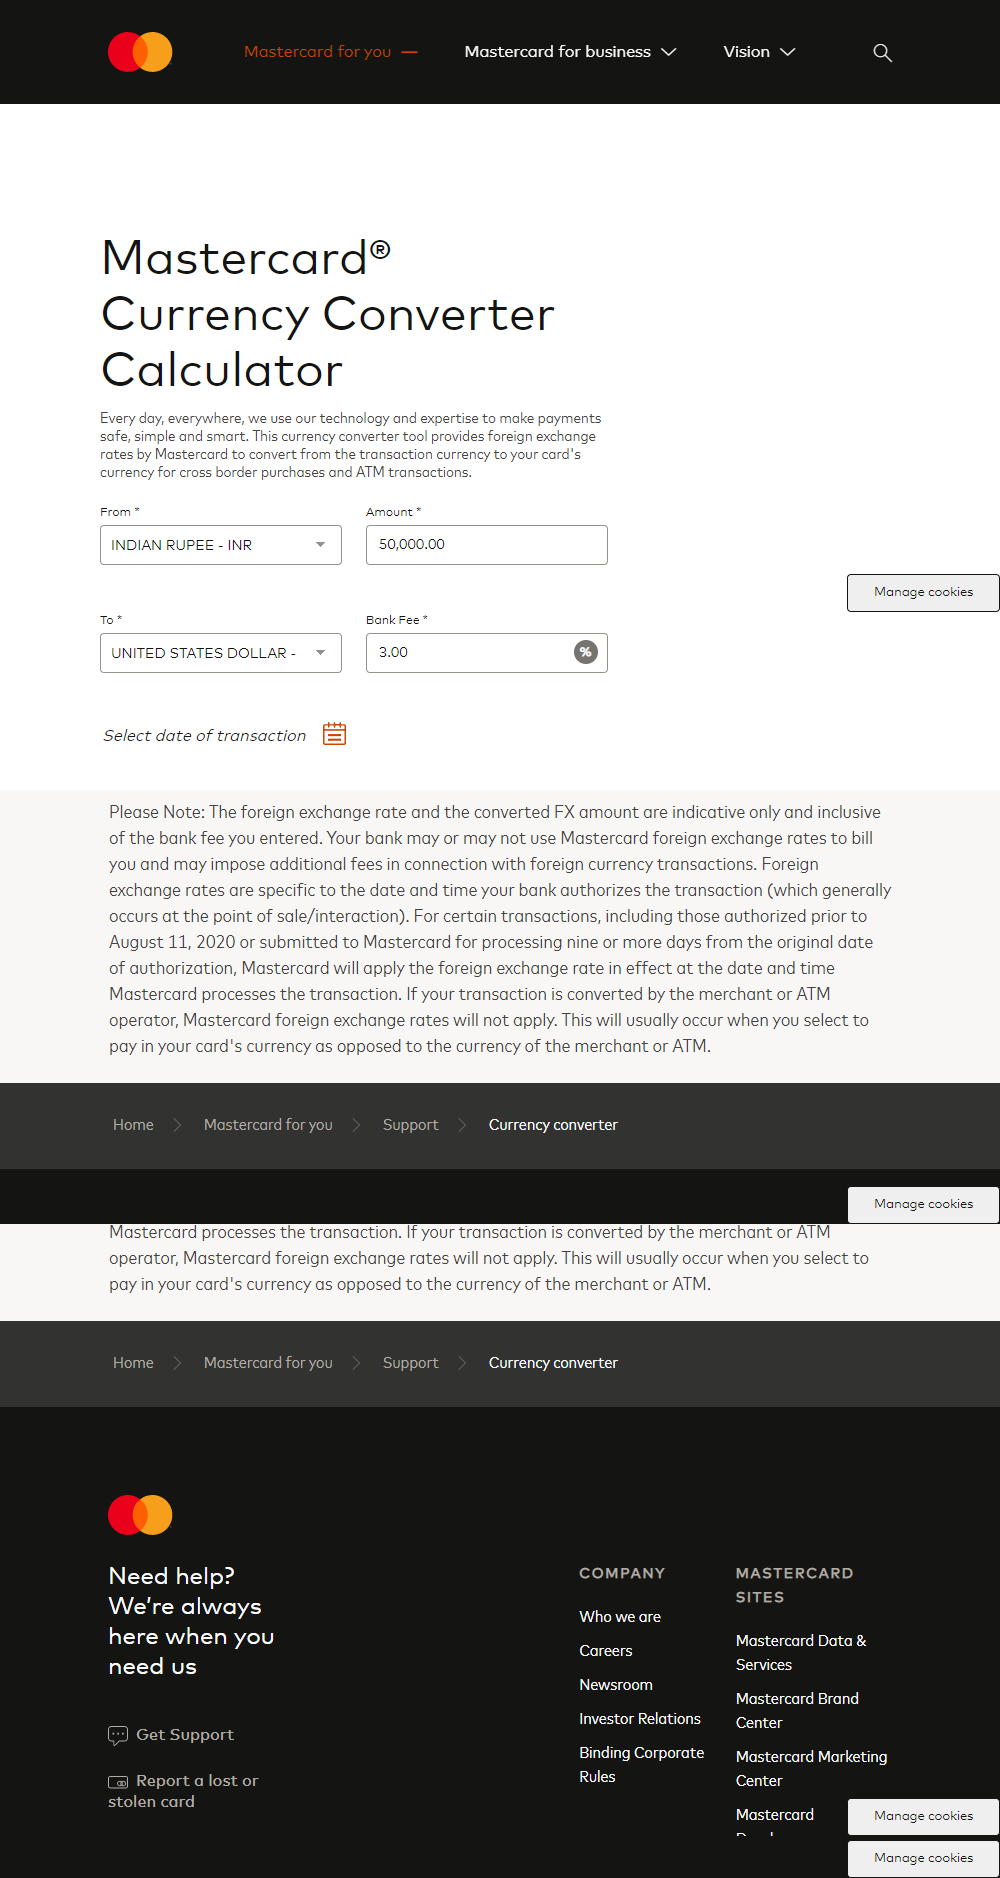 Mastercard for you
Mastercard for business
Vision
Mastercard®
Currency Converter
Calculator
Every day, everywhere, we use our technology and expertise to make payments
safe, simple and smart. This currency converter tool provides foreign exchange
rates by Mastercard to convert from the transaction currency to your card's
currency for cross border purchases and ATM transactions.
From *
Amount *
INDIAN RUPEE - INR
50,000.00
Manage cookies
To *
Bank Fee *
UNITED STATES DOLLAR -
3.00
%
Select date of transaction
Please Note: The foreign exchange rate and the converted FX amount are indicative only and inclusive
of the bank fee you entered. Your bank may or may not use Mastercard foreign exchange rates to bill
you and may impose additional fees in connection with foreign currency transactions. Foreign
exchange rates are specific to the date and time your bank authorizes the transaction (which generally
occurs at the point of sale/interaction). For certain transactions, including those authorized prior to
August 11, 2020 or submitted to Mastercard for processing nine or more days from the original date
of authorization, Mastercard will apply the foreign exchange rate in effect at the date and time
Mastercard processes the transaction. If your transaction is converted by the merchant or ATM
operator, Mastercard foreign exchange rates will not apply. This will usually occur when you select to
pay in your card's currency as opposed to the currency of the merchant or ATM.
Home
Mastercard for you
Support
Currency converter
Manage cookies
Mastercard processes the transaction. If your transaction is converted by the merchant or ATM
operator, Mastercard foreign exchange rates will not apply. This will usually occur when you select to
pay in your card's currency as opposed to the currency of the merchant or ATM.
Home
Mastercard for you
Support
Currency converter
Need help?
We're always
here when you
need us
Get Support
Report a lost or
stolen card
COMPANY
Who we are
Careers
Newsroom
Investor Relations
Binding Corporate
Rules
MASTERCARD
SITES
Mastercard Data &
Services
Mastercard Brand
Center
Mastercard Marketing
Center
Mastercard
Manage cookies
Manage cookies